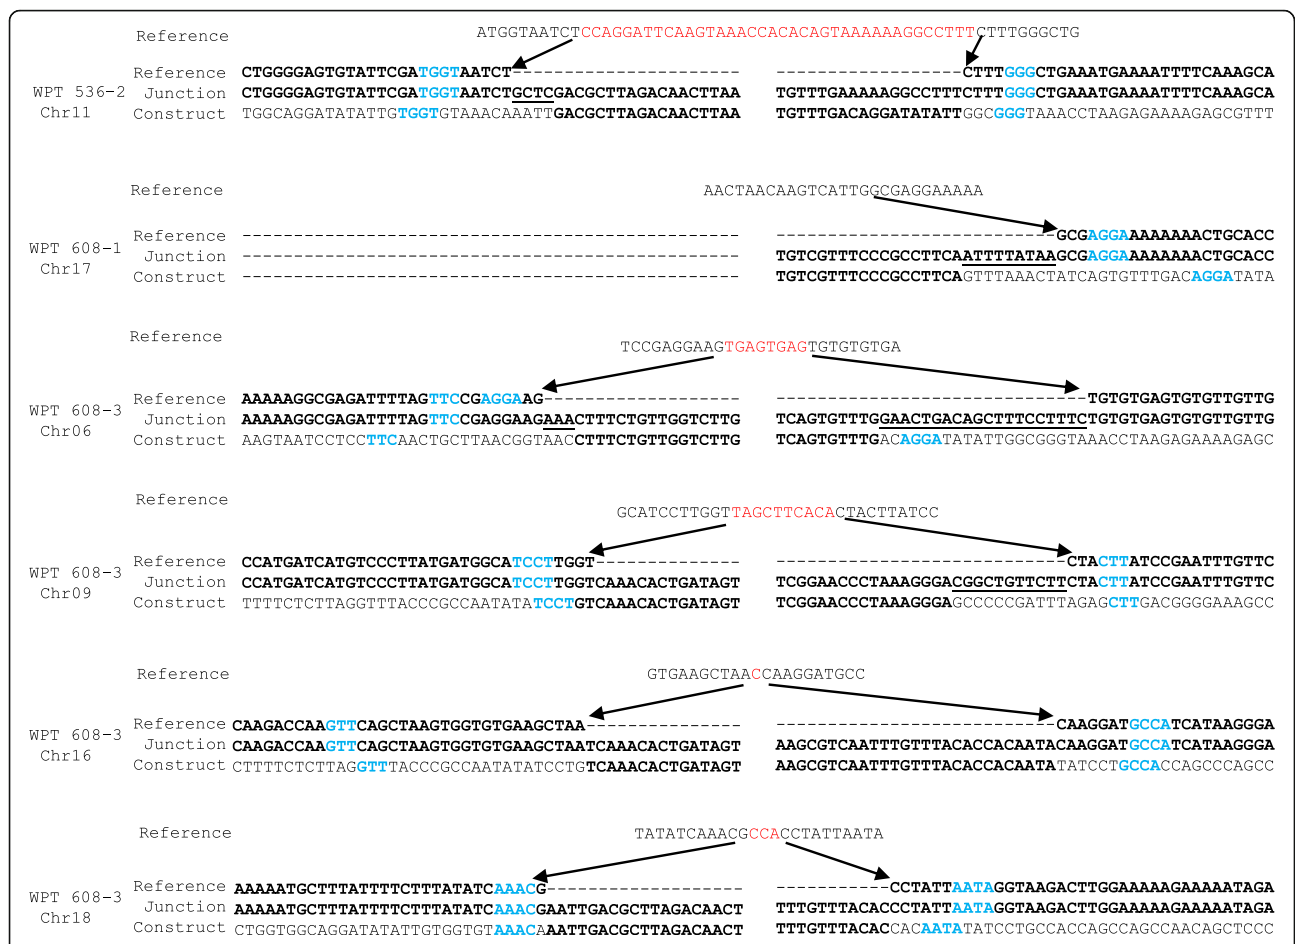 Reference ATGGTAATCTCCAGGATTCAAGTAAACCACACAGTAAAAAAGGCCTTTCTTTGGGCTG
Reference CTGGGGAGTGTATTCGATGGTAATCT---------------------- ------------------CTTTGGGCTGAAATGAAAATTTTCAAAGCA
WPT 536-2 Junction CTGGGGAGTGTATTCGATGGTAATCTGCTCGACGCTTAGACAACTTAA TGTTTGAAAAAGGCCTTTCTTTGGGCTGAAATGAAAATTTTCAAAGCA
Chr11 Construct TGGCAGGATATATTGTGGTGTAAACAAATTGACGCTTAGACAACTTAA TGTTTGACAGGATATATTGGCGGGTAAACCTAAGAGAAAAGAGCGTTT
Reference AACTAACAAGTCATTGGCGAGGAAAAA
Reference ------------------------------------------------ ---------------------------GCGAGGAAAAAAAAACTGCACC
WPT 608-1 Junction ------------------------------------------------ TGTCGTTTCCCGCCTTCAATTTTATAAGCGAGGAAAAAAAACTGCACC
Chr17 Construct ------------------------------------------------ TGTCGTTTCCCGCCTTCAGTTTAAACTATCAGTGTTTGACAGGATATA
Reference TCCGAGGAAGTGAGTGAGTGTGTGTGA
Reference AAAAAGGCGAGATTTTAGTTCCGAGGAAG------------------- ------------------------------TGTGTGAGTGTGTTGTTG
WPT 608-3 Junction AAAAAGGCGAGATTTTAGTTCCGAGGAAGAAACTTTCTGTTGGTCTTG TCAGTGTTTGGAACTGACAGCTTTCCTTTCTGTGTGAGTGTGTTGTTG
Chr06 Construct AAGTAATCCTCCTTCAACTGCTTAACGGTAACCTTTCTGTTGGTCTTG TCAGTGTTTGACAGGATATATTGGCGGGTAAACCTAAGAGAAAAGAGC
Reference GCATCCTTGGTTAGCTTCACACTACTTATCC
Reference CCATGATCATGTCCCTTATGATGGCATCCTTGGT-------------- ----------------------------CTACTTATCCGAATTTGTTC
WPT 608-3 Junction CCATGATCATGTCCCTTATGATGGCATCCTTGGTCAAACACTGATAGT TCGGAACCCTAAAGGGACGGCTGTTCTTCTACTTATCCGAATTTGTTC
Chr09 Construct TTTTCTCTTAGGTTTACCCGCCAATATATCCTGTCAAACACTGATAGT TCGGAACCCTAAAGGGAGCCCCCGATTTAGAGCTTGACGGGGAAAGCC
Reference GTGAAGCTAACCAAGGATGCC
Reference CAAGACCAAGTTCAGCTAAGTGGTGTGAAGCTAA--------------- ---------------------------CAAGGATGCCATCATAAGGGA
WPT 608-3 Junction CAAGACCAAGTTCAGCTAAGTGGTGTGAAGCTAATCAAACACTGATAGT AAGCGTCAATTTGTTTACACCACAATACAAGGATGCCATCATAAGGGA
Chr16 Construct CTTTTCTCTTAGGTTTACCCGCCAATATATCCTGTCAAACACTGATAGT AAGCGTCAATTTGTTTACACCACAATATATCCTGCCACCAGCCAGCC
Reference TATATCAAACGCCACCTATTAATA
Reference AAAAATGCTTTATTTTCTTTATATCAAACG------------------- -----------CCTATTAATAGGTAAGACTTGGAAAAAGAAAAATAGA
WPT 608-3 Junction AAAAATGCTTTATTTTCTTTATATCAAACGAATTGACGCTTAGACAACT TTTGTTTACACCCTATTAATAGGTAAGACTTGGAAAAAGAAAAATAGA
Chr18 Construct CTGGTGGCAGGATATATTGTGGTGTAAACAAATTGACGCTTAGACAACT TTTGTTTACACCACAATATATCCTGCCACCAGCCAGCCAACAGCTCCC